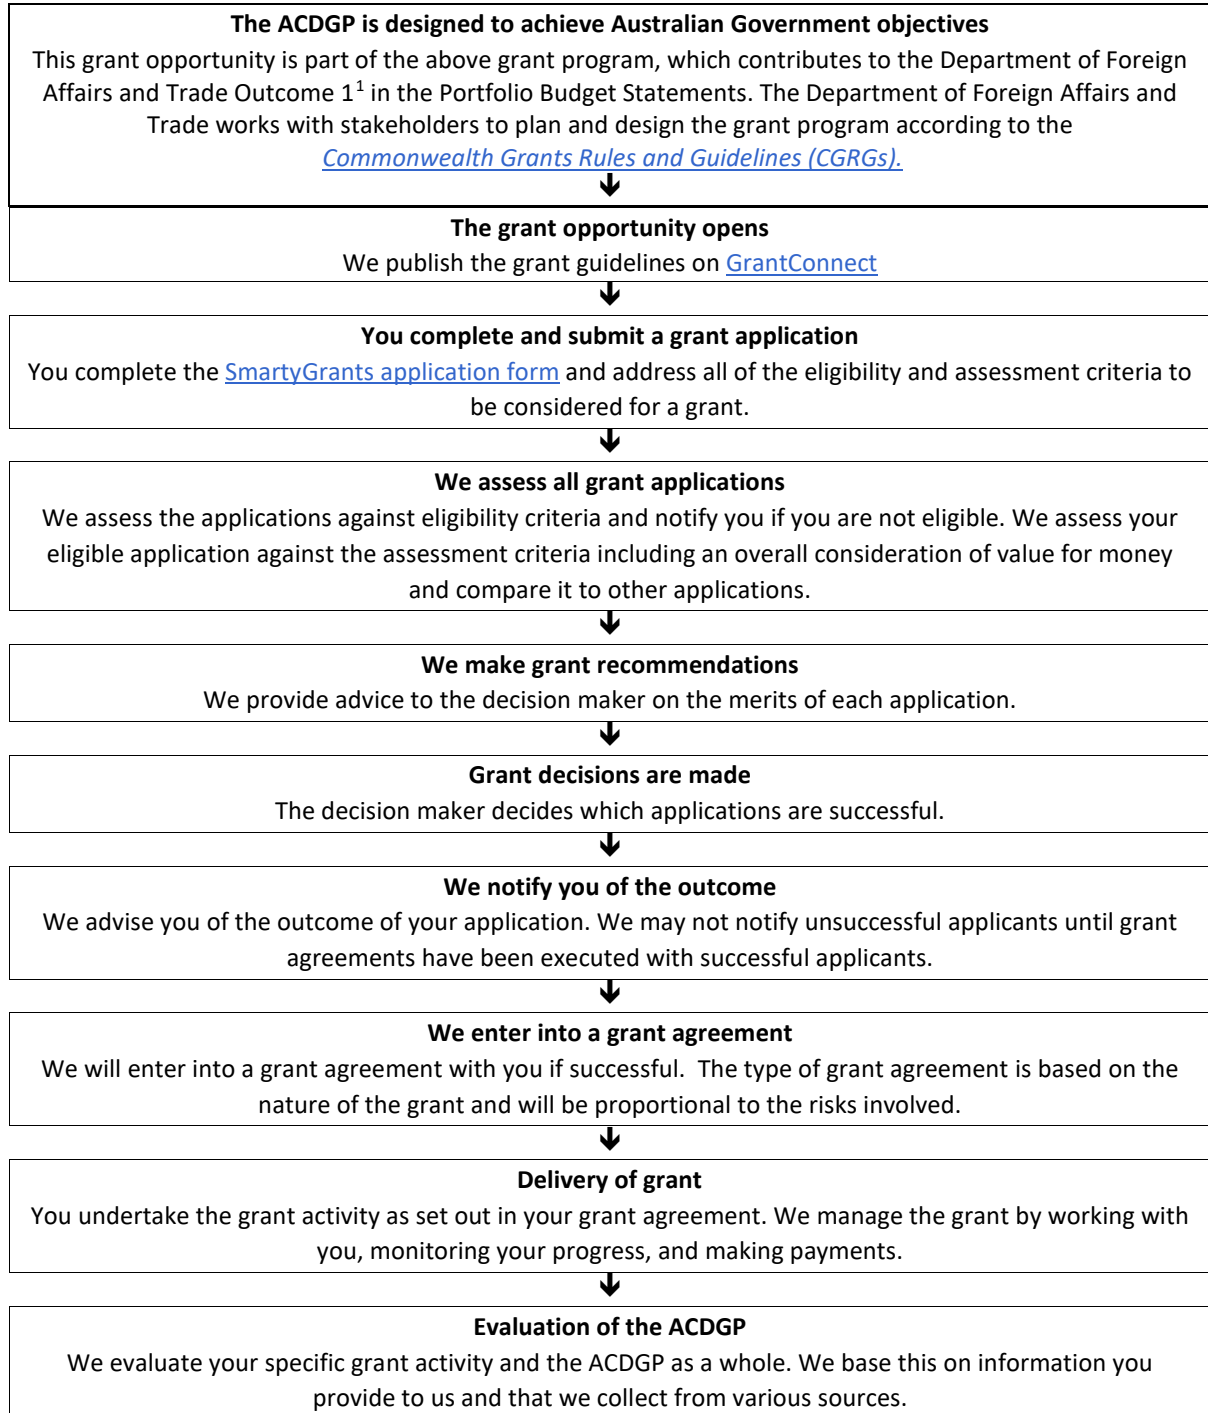 The ACDGP is designed to achieve Australian Government objectives
This grant opportunity is part of the above grant program, which contributes to the Department of Foreign
Affairs and Trade Outcome 1¹ in the Portfolio Budget Statements. The Department of Foreign Affairs and
Trade works with stakeholders to plan and design the grant program according to the
Commonwealth Grants Rules and Guidelines (CGRGs).
The grant opportunity opens
We publish the grant guidelines on GrantConnect
You complete and submit a grant application
You complete the SmartyGrants application form and address all of the eligibility and assessment criteria to
be considered for a grant.
We assess all grant applications
We assess the applications against eligibility criteria and notify you if you are not eligible. We assess your
eligible application against the assessment criteria including an overall consideration of value for money
and compare it to other applications.
We make grant recommendations
We provide advice to the decision maker on the merits of each application.
Grant decisions are made
The decision maker decides which applications are successful.
We notify you of the outcome
We advise you of the outcome of your application. We may not notify unsuccessful applicants until grant
agreements have been executed with successful applicants.
We enter into a grant agreement
We will enter into a grant agreement with you if successful.  The type of grant agreement is based on the
nature of the grant and will be proportional to the risks involved.
Delivery of grant
You undertake the grant activity as set out in your grant agreement. We manage the grant by working with
you, monitoring your progress, and making payments.
Evaluation of the ACDGP
We evaluate your specific grant activity and the ACDGP as a whole. We base this on information you
provide to us and that we collect from various sources.